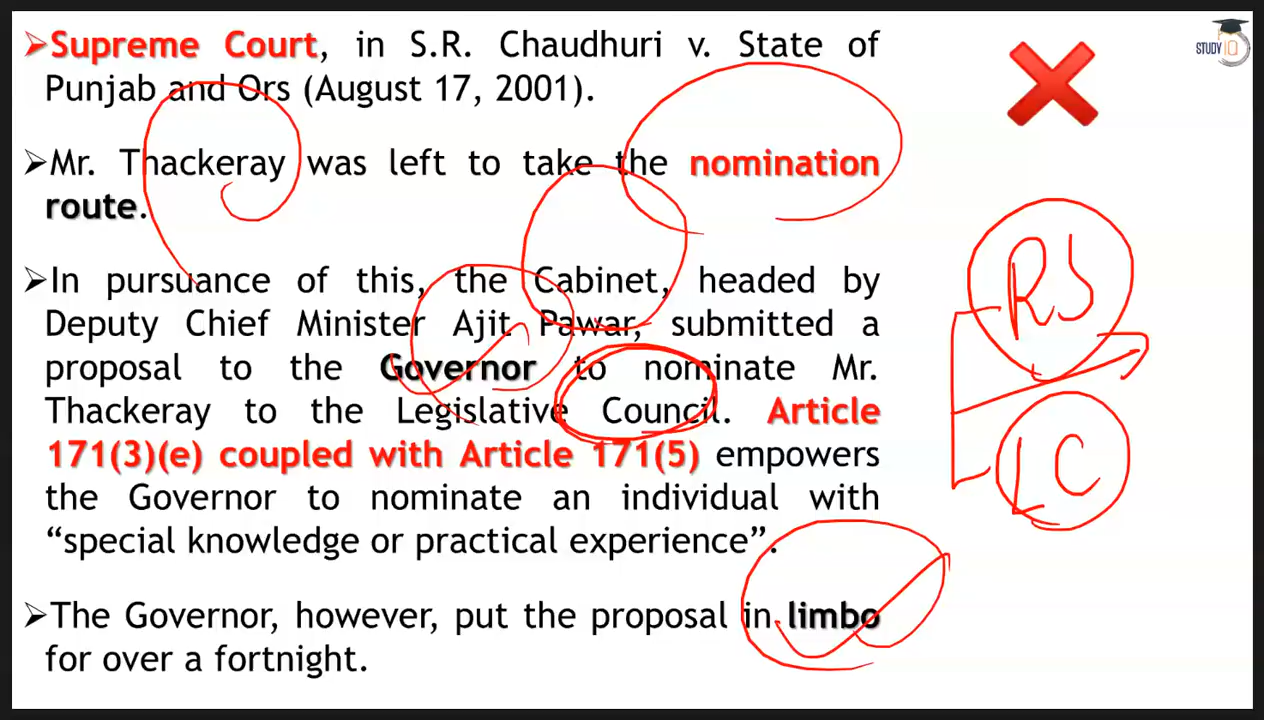 ➢Supreme Court, in S.R. Chaudhuri v. State of
Punjab and Ors (August 17, 2001).
➢Mr. Thackeray was left to take the nomination
route.
➢In pursuance of this, the Cabinet, headed by
Deputy Chief Minister Ajit Pawar, submitted a
proposal to the Governor to nominate Mr.
Thackeray to the Legislative Council. Article
171(3)(e) coupled with Article 171(5) empowers
the Governor to nominate an individual with
“special knowledge or practical experience”.
➢The Governor, however, put the proposal in limbo
for over a fortnight.
STUDY IQ
RS
LC